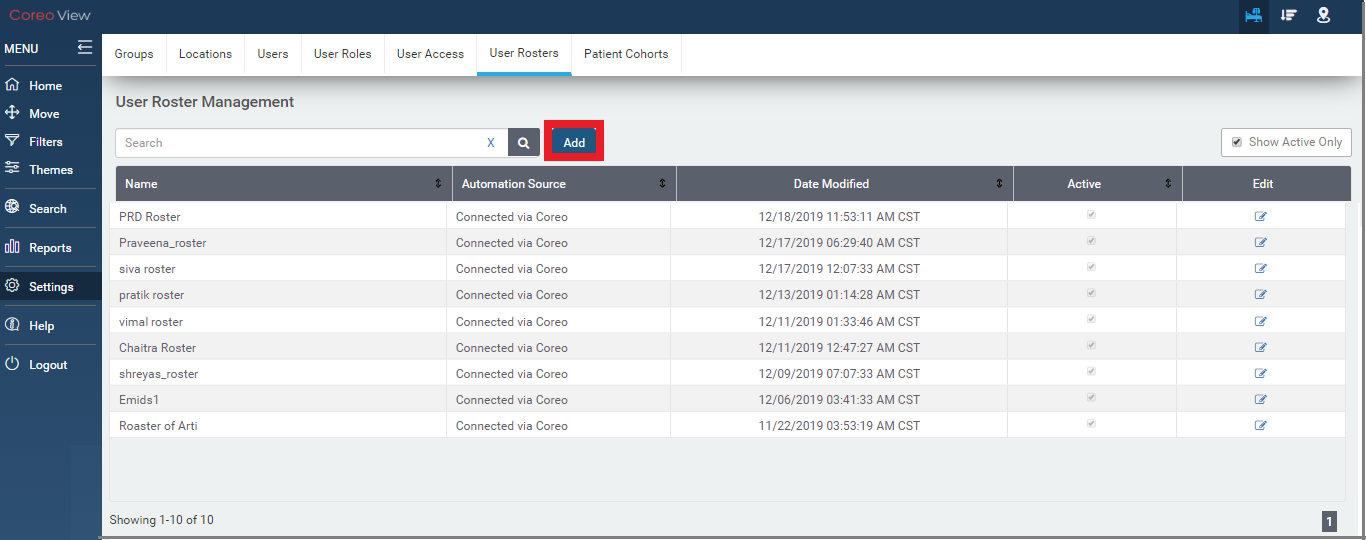 Coreo View
MENU
Home
Move
Filters
Themes
Search
Reports
Settings
Help
Logout
Groups Locations Users User Roles User Access User Rosters Patient Cohorts
User Roster Management
Search X Add Show Active Only
Name Automation Source Date Modified Active Edit
PRD Roster Connected via Coreo 12/18/2019 11:53:11 AM CST
Praveena_roster Connected via Coreo 12/17/2019 06:29:40 AM CST
siva roster Connected via Coreo 12/17/2019 12:07:33 AM CST
pratik roster Connected via Coreo 12/13/2019 01:14:28 AM CST
vimal roster Connected via Coreo 12/11/2019 01:33:46 AM CST
Chaitra Roster Connected via Coreo 12/11/2019 12:47:27 AM CST
shreyas_roster Connected via Coreo 12/09/2019 07:07:33 AM CST
Emids1 Connected via Coreo 12/06/2019 03:41:33 AM CST
Roaster of Arti Connected via Coreo 11/22/2019 03:53:19 AM CST
Showing 1-10 of 10 1